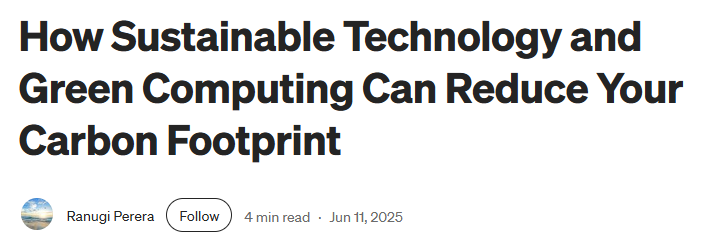 How Sustainable Technology and
Green Computing Can Reduce Your
Carbon Footprint
Ranugi Perera Follow 4 min read · Jun 11, 2025